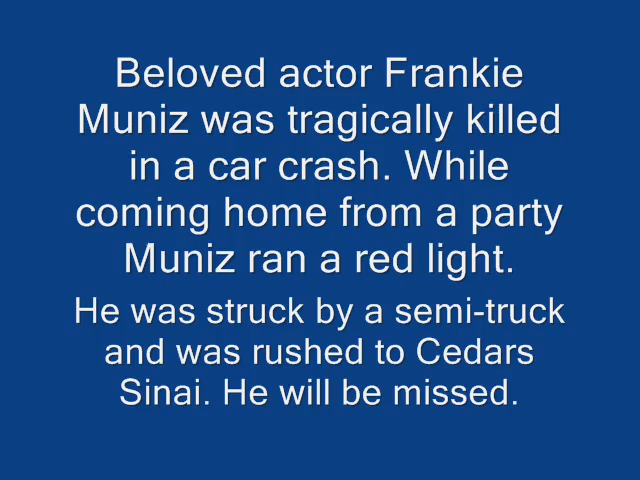 Beloved actor Frankie
Muniz was tragically killed
in a car crash. While
coming home from a party
Muniz ran a red light.
He was struck by a semi-truck
and was rushed to Cedars
Sinai. He will be missed.